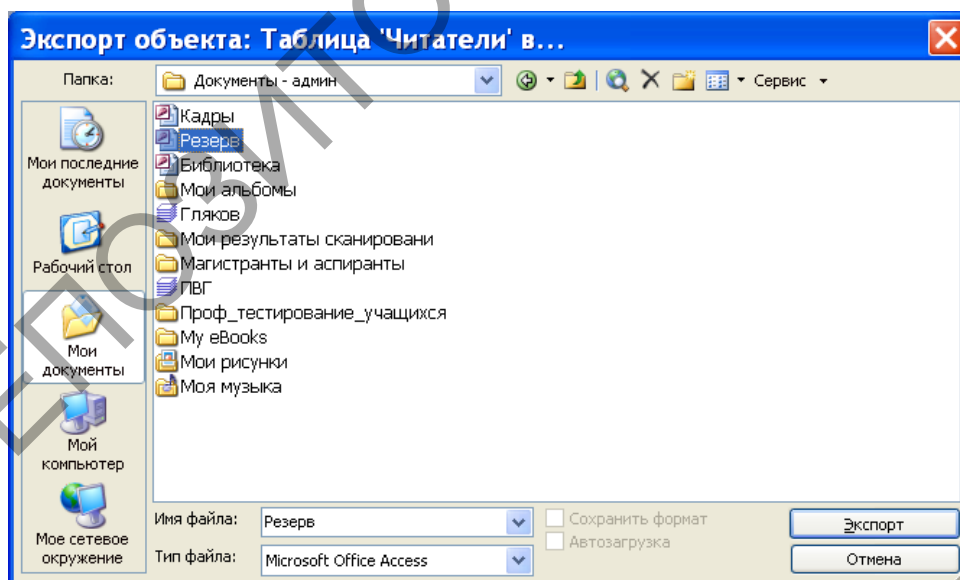 Экспорт объекта: Таблица 'Читатели' в...
Папка:
Документы - админ
Сервис
Мои последние документы
Рабочий стол
Мои документы
Мой компьютер
Мое сетевое окружение
Кадры
Резерв
Библиотека
Мои альбомы
Гляков
Мои результаты сканировани
Магистранты и аспиранты
ПВГ
Проф_тестирование_учащихся
My eBooks
Мои рисунки
Моя музыка
Имя файла:
Резерв
Тип файла:
Microsoft Office Access
Сохранить формат
Автозагрузка
Экспорт
Отмена